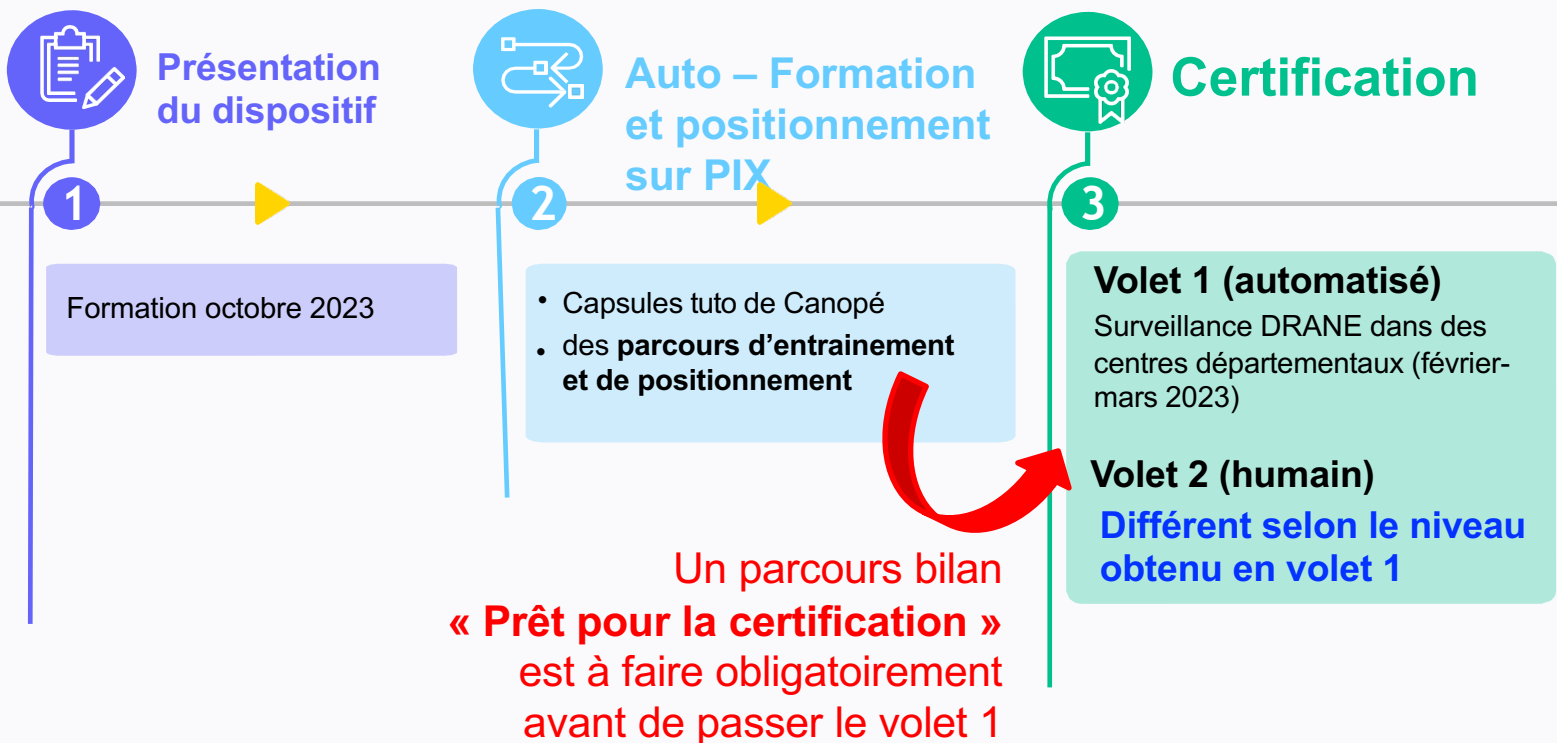 Présentation
du dispositif
Auto – Formation
et positionnement
sur PIX
Certification
1
2
3
Formation octobre 2023
• Capsules tuto de Canopé
• des parcours d’entrainement
et de positionnement
Volet 1 (automatisé)
Surveillance DRANE dans des
centres départementaux (février-
mars 2023)
Volet 2 (humain)
Différent selon le niveau
obtenu en volet 1
Un parcours bilan
« Prêt pour la certification »
est à faire obligatoirement
avant de passer le volet 1